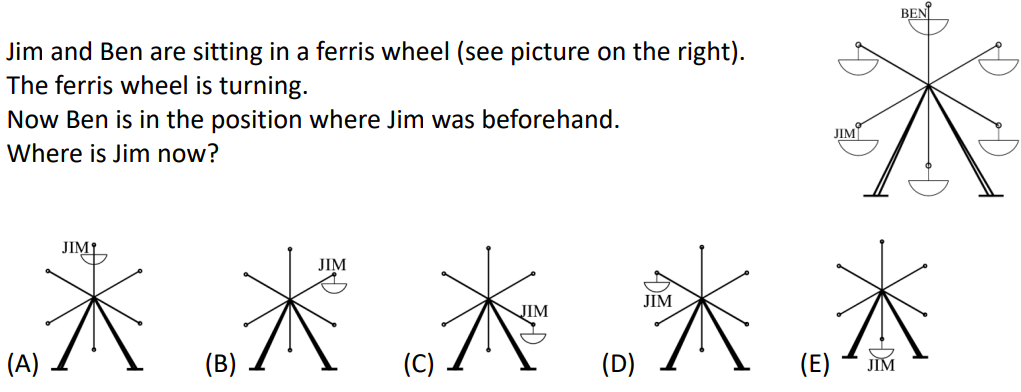 BEN
Jim and Ben are sitting in a ferris wheel (see picture on the right).
The ferris wheel is turning.
Now Ben is in the position where Jim was beforehand.
JIM
Where is Jim now?
JIM
JIM
JIM
JIM
JIM
(A)
(B)
(C)
(D)
(E)